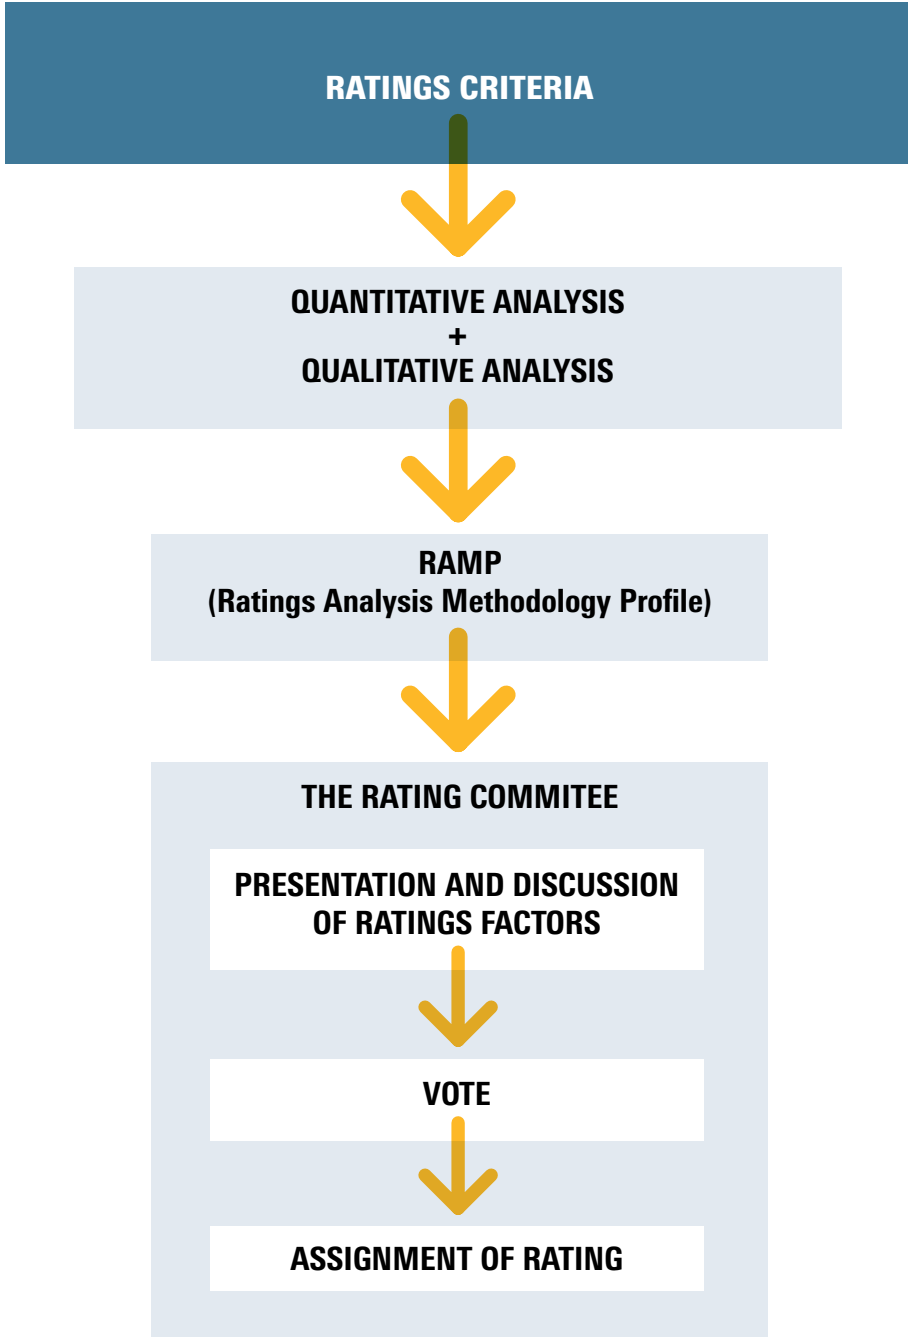 RATINGS CRITERIA
QUANTITATIVE ANALYSIS
+
QUALITATIVE ANALYSIS
RAMP
(Ratings Analysis Methodology Profile)
THE RATING COMMITEE
PRESENTATION AND DISCUSSION
OF RATINGS FACTORS
VOTE
ASSIGNMENT OF RATING